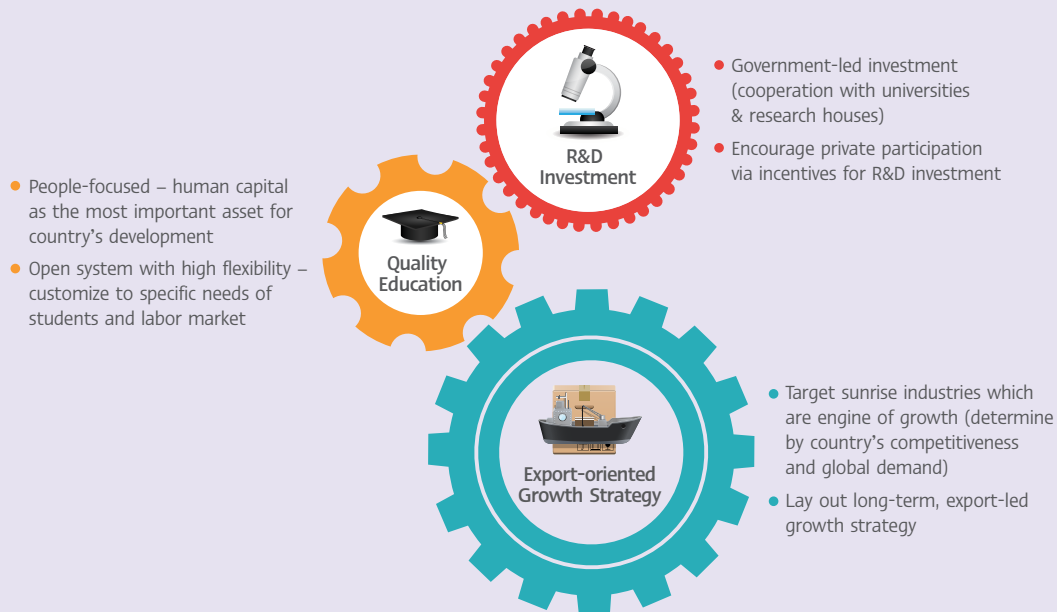 R&D
Investment
• Government-led investment
(cooperation with universities
& research houses)
• Encourage private participation
via incentives for R&D investment
• People-focused – human capital
as the most important asset for
country's development
• Open system with high flexibility –
customize to specific needs of
students and labor market
Quality
Education
Export-oriented
Growth Strategy
• Target sunrise industries which
are engine of growth (determine
by country's competitiveness
and global demand)
• Lay out long-term, export-led
growth strategy